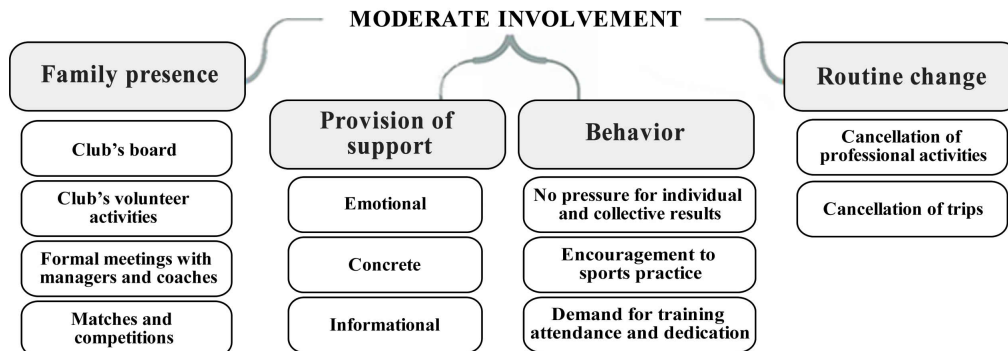 MODERATE INVOLVEMENT
Family presence
Club's board
Club's volunteer
activities
Formal meetings with
managers and coaches
Matches and
competitions
Provision of
support
Emotional
Concrete
Informational
Behavior
No pressure for individual
and collective results
Encouragement to
sports practice
Demand for training
attendance and dedication
Routine change
Cancellation of
professional activities
Cancellation of trips